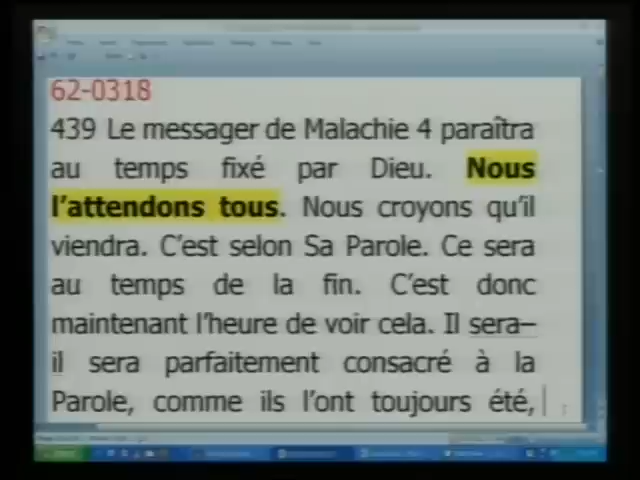 62-0318
439 Le messager de Malachie 4 paraîtra
au temps fixé par Dieu. Nous
l'attendons tous. Nous croyons qu'il
viendra. C'est selon Sa Parole. Ce sera
au temps de la fin. C'est donc
maintenant l'heure de voir cela. Il sera–
il sera parfaitement consacré à la
Parole, comme ils l'ont toujours été,